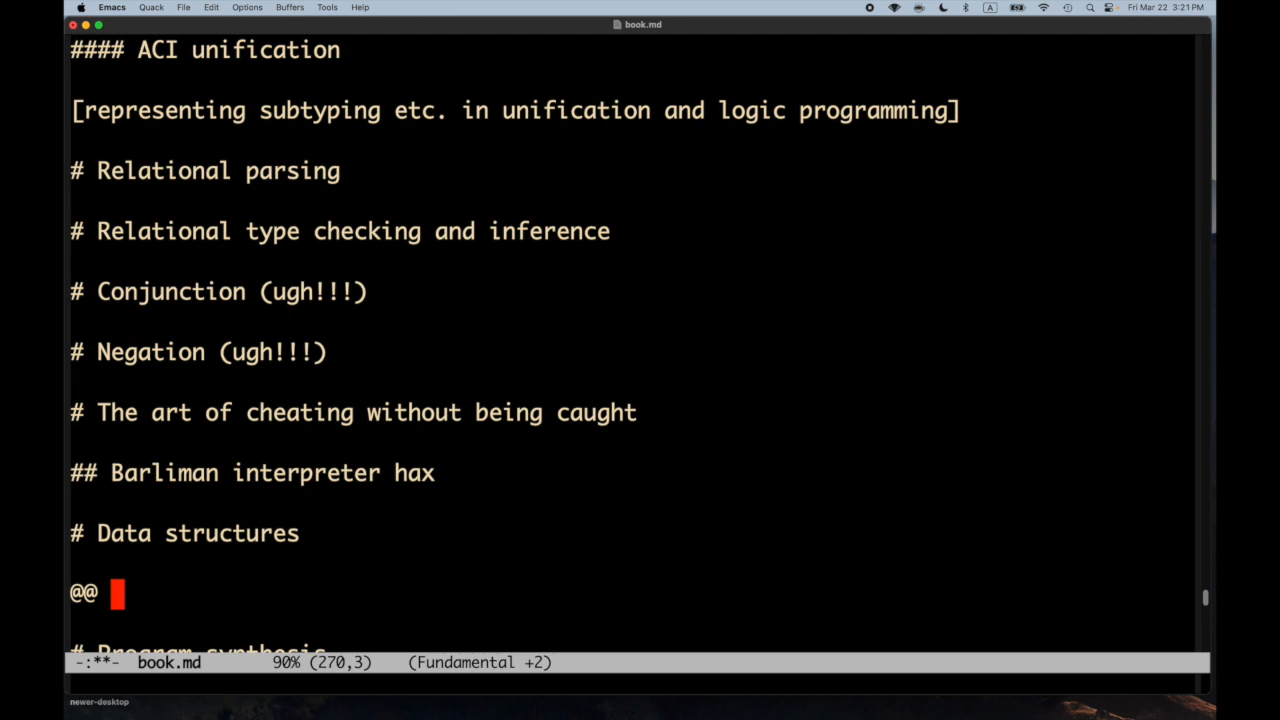 Emacs Quack File Edit Options Buffers Tools Help Fri Mar 22 3:21 PM
book.md
#### ACI unification
[representing subtyping etc. in unification and logic programming]
# Relational parsing
# Relational type checking and inference
# Conjunction (ugh!!!)
# Negation (ugh!!!)
# The art of cheating without being caught
## Barliman interpreter hax
# Data structures
@@
# Program synthesis
-:**- book.md 90% (270,3) (Fundamental +2)
newer-desktop